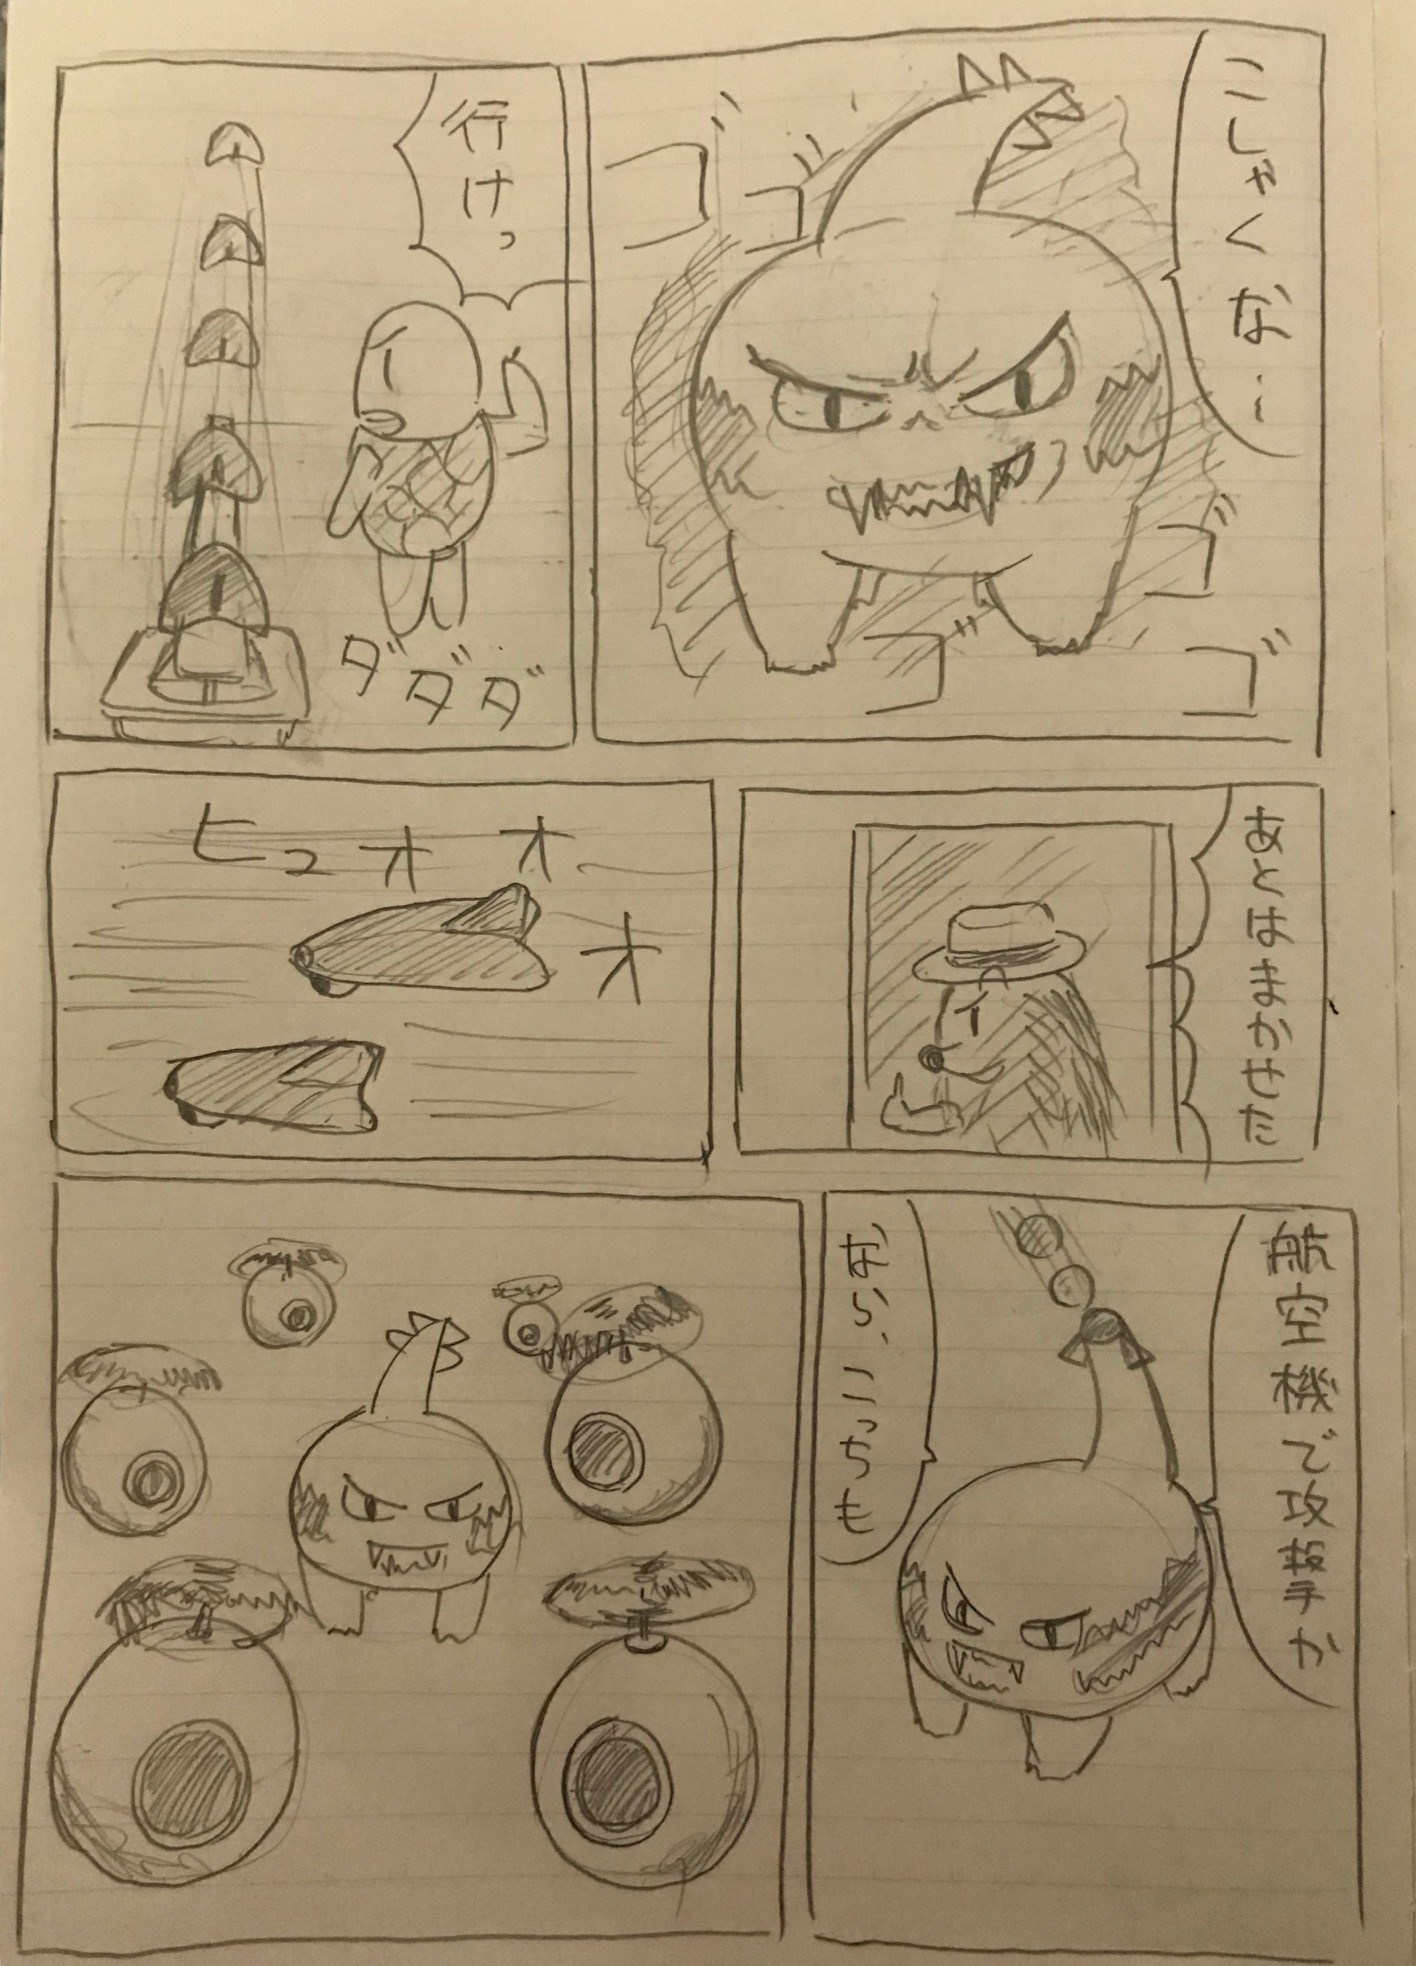 こしゃくな…
ゴゴゴゴゴ
行けっ
ダダダ
あとはまかせた
ヒュオオオ
航空機で攻撃か
なら、こっちも